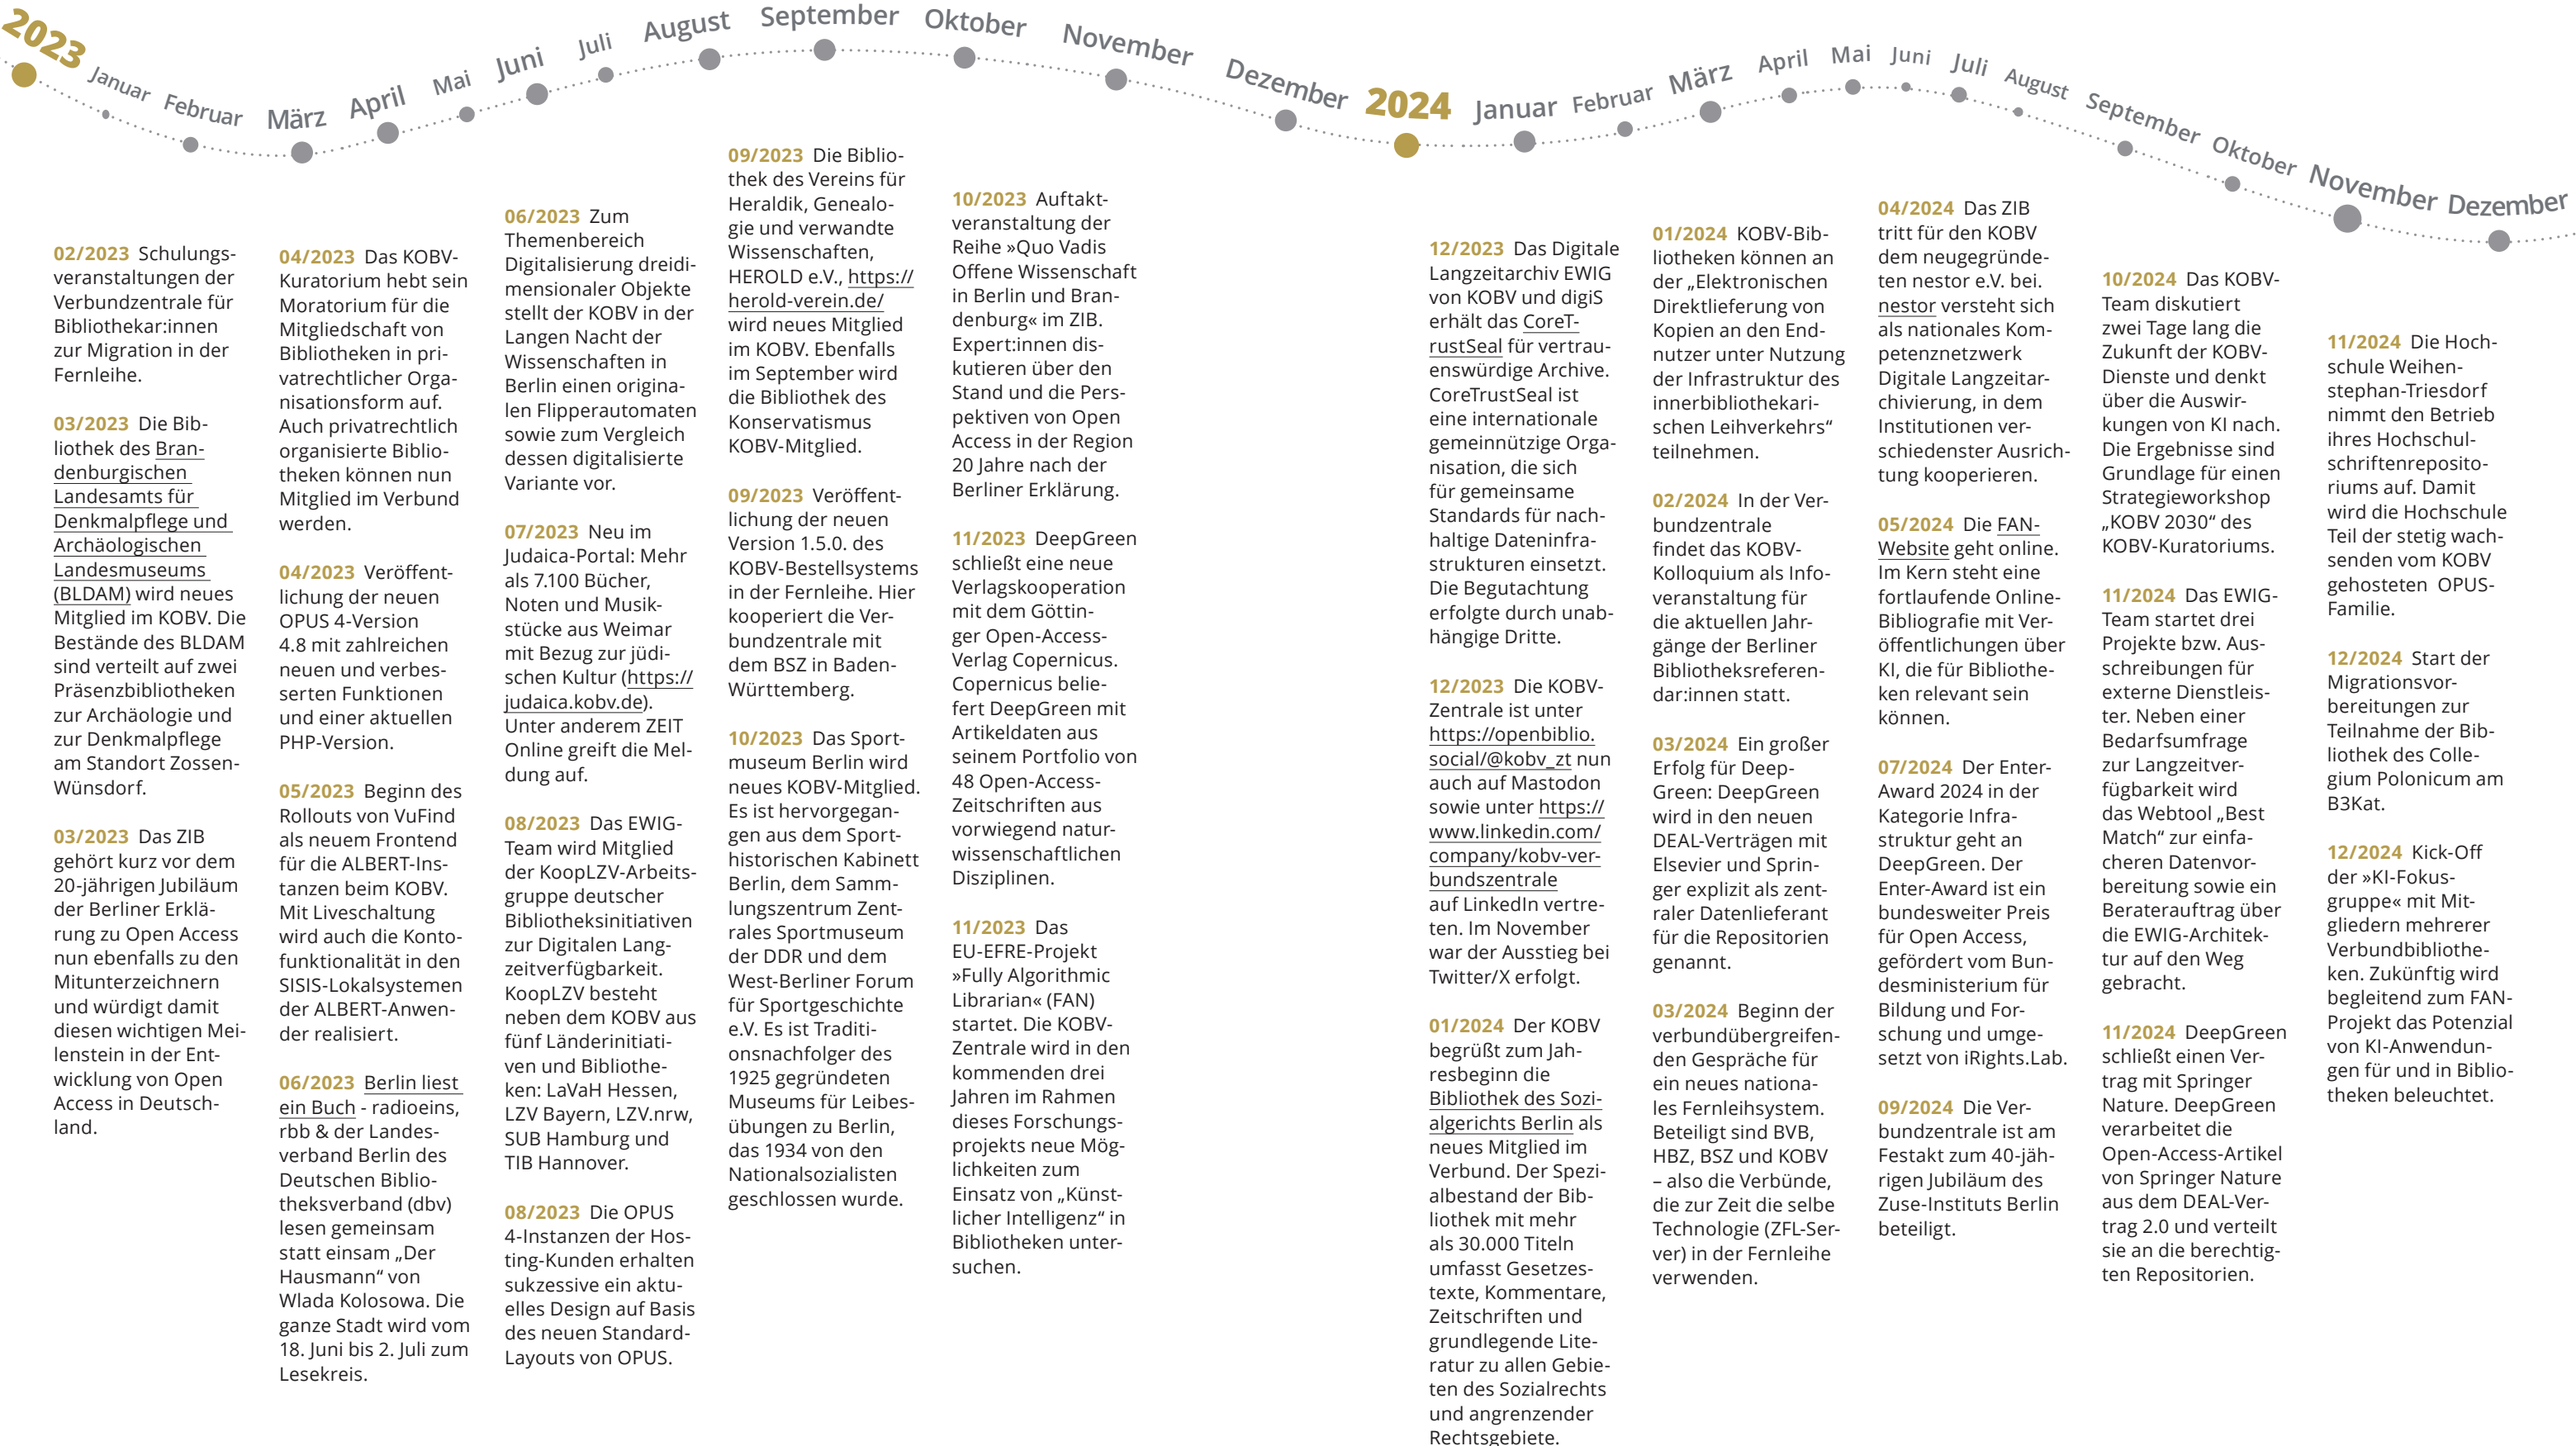 2023
Januar
Februar
März
April
Mai
Juni
Juli
August
September
Oktober
November
Dezember
2024
Januar
Februar
März
April
Mai
Juni
Juli
August
September
Oktober
November
Dezember
02/2023 Schulungs-
veranstaltungen der
Verbundzentrale für
Bibliothekar:innen
zur Migration in der
Fernleihe.
03/2023 Die Bib-
liothek des Bran-
denburgischen
Landesamts für
Denkmalpflege und
Archäologischen
Landesmuseums
(BLDAM) wird neues
Mitglied im KOBV. Die
Bestände des BLDAM
sind verteilt auf zwei
Präsenzbibliotheken
zur Archäologie und
zur Denkmalpflege
am Standort Zossen-
Wünsdorf.
03/2023 Das ZIB
gehört kurz vor dem
20-jährigen Jubiläum
der Berliner Erklä-
rung zu Open Access
nun ebenfalls zu den
Mitunterzeichnern
und würdigt damit
diesen wichtigen Mei-
lenstein in der Ent-
wicklung von Open
Access in Deutsch-
land.
04/2023 Das KOBV-
Kuratorium hebt sein
Moratorium für die
Mitgliedschaft von
Bibliotheken in pri-
vatrechtlicher Orga-
nisationsform auf.
Auch privatrechtlich
organisierte Biblio-
theken können nun
Mitglied im Verbund
werden.
04/2023 Veröffent-
lichung der neuen
OPUS 4-Version
4.8 mit zahlreichen
neuen und verbes-
serten Funktionen
und einer aktuellen
PHP-Version.
05/2023 Beginn des
Rollouts von VuFind
als neuem Frontend
für die ALBERT-Ins-
tanzen beim KOBV.
Mit Liveschaltung
wird auch die Konto-
funktionalität in den
SISIS-Lokalsystemen
der ALBERT-Anwen-
der realisiert.
06/2023 Berlin liest
ein Buch - radioeins,
rbb & der Landes-
verband Berlin des
Deutschen Biblio-
theksverband (dbv)
lesen gemeinsam
statt einsam „Der
Hausmann“ von
Wlada Kolosowa. Die
ganze Stadt wird vom
18. Juni bis 2. Juli zum
Lesekreis.
06/2023 Zum
Themenbereich
Digitalisierung dreidi-
mensionaler Objekte
stellt der KOBV in der
Langen Nacht der
Wissenschaften in
Berlin einen origina-
len Flipperautomaten
sowie zum Vergleich
dessen digitalisierte
Variante vor.
07/2023 Neu im
Judaica-Portal: Mehr
als 7.100 Bücher,
Noten und Musik-
stücke aus Weimar
mit Bezug zur jüdi-
schen Kultur (https://
judaica.kobv.de).
Unter anderem ZEIT
Online greift die Mel-
dung auf.
08/2023 Das EWIG-
Team wird Mitglied
der KoopLZV-Arbeits-
gruppe deutscher
Bibliotheksinitiativen
zur Digitalen Lang-
zeitverfügbarkeit.
KoopLZV besteht
neben dem KOBV aus
fünf Länderinitiati-
ven und Bibliothe-
ken: LaVaH Hessen,
LZV Bayern, LZV.nrw,
SUB Hamburg und
TIB Hannover.
08/2023 Die OPUS
4-Instanzen der Hos-
ting-Kunden erhalten
sukzessive ein aktu-
elles Design auf Basis
des neuen Standard-
Layouts von OPUS.
09/2023 Die Biblio-
thek des Vereins für
Heraldik, Genealo-
gie und verwandte
Wissenschaften,
HEROLD e.V., https://
herold-verein.de/
wird neues Mitglied
im KOBV. Ebenfalls
im September wird
die Bibliothek des
Konservatismus
KOBV-Mitglied.
09/2023 Veröffent-
lichung der neuen
Version 1.5.0. des
KOBV-Bestellsystems
in der Fernleihe. Hier
kooperiert die Ver-
bundzentrale mit
dem BSZ in Baden-
Württemberg.
10/2023 Das Sport-
museum Berlin wird
neues KOBV-Mitglied.
Es ist hervorgegan-
gen aus dem Sport-
historischen Kabinett
Berlin, dem Samm-
lungszentrum Zent-
rales Sportmuseum
der DDR und dem
West-Berliner Forum
für Sportgeschichte
e.V. Es ist Traditi-
onsnachfolger des
1925 gegründeten
Museums für Leibes-
übungen zu Berlin,
das 1934 von den
Nationalsozialisten
geschlossen wurde.
10/2023 Auftakt-
veranstaltung der
Reihe »Quo Vadis
Offene Wissenschaft
in Berlin und Bran-
denburg« im ZIB.
Expert:innen dis-
kutieren über den
Stand und die Pers-
pektiven von Open
Access in der Region
20 Jahre nach der
Berliner Erklärung.
11/2023 DeepGreen
schließt eine neue
Verlagskooperation
mit dem Göttin-
ger Open-Access-
Verlag Copernicus.
Copernicus belie-
fert DeepGreen mit
Artikeldaten aus
seinem Portfolio von
48 Open-Access-
Zeitschriften aus
vorwiegend natur-
wissenschaftlichen
Disziplinen.
11/2023 Das
EU-EFRE-Projekt
»Fully Algorithmic
Librarian« (FAN)
startet. Die KOBV-
Zentrale wird in den
kommenden drei
Jahren im Rahmen
dieses Forschungs-
projekts neue Mög-
lichkeiten zum
Einsatz von „Künst-
licher Intelligenz“ in
Bibliotheken unter-
suchen.
12/2023 Das Digitale
Langzeitarchiv EWIG
von KOBV und digiS
erhält das CoreT-
rustSeal für vertrau-
enswürdige Archive.
CoreTrustSeal ist
eine internationale
gemeinnützige Orga-
nisation, die sich
für gemeinsame
Standards für nach-
haltige Dateninfra-
strukturen einsetzt.
Die Begutachtung
erfolgte durch unab-
hängige Dritte.
12/2023 Die KOBV-
Zentrale ist unter
https://openbiblio.
social/@kobv_zt nun
auch auf Mastodon
sowie unter https://
www.linkedin.com/
company/kobv-ver-
bundszentrale
auf LinkedIn vertre-
ten. Im November
war der Ausstieg bei
Twitter/X erfolgt.
01/2024 Der KOBV
begrüßt zum Jah-
resbeginn die
Bibliothek des Sozi-
algerichts Berlin als
neues Mitglied im
Verbund. Der Spezi-
albestand der Bib-
liothek mit mehr
als 30.000 Titeln
umfasst Gesetzes-
texte, Kommentare,
Zeitschriften und
grundlegende Lite-
ratur zu allen Gebie-
ten des Sozialrechts
und angrenzender
Rechtsgebiete.
01/2024 KOBV-Bib-
liotheken können an
der „Elektronischen
Direktlieferung von
Kopien an den End-
nutzer unter Nutzung
der Infrastruktur des
innerbibliothekari-
schen Leihverkehrs“
teilnehmen.
02/2024 In der Ver-
bundzentrale
findet das KOBV-
Kolloquium als Info-
veranstaltung für
die aktuellen Jahr-
gänge der Berliner
Bibliotheksreferen-
dar:innen statt.
03/2024 Ein großer
Erfolg für Deep-
Green: DeepGreen
wird in den neuen
DEAL-Verträgen mit
Elsevier und Sprin-
ger explizit als zent-
raler Datenlieferant
für die Repositorien
genannt.
03/2024 Beginn der
verbundübergreifen-
den Gespräche für
ein neues nationa-
les Fernleihsystem.
Beteiligt sind BVB,
HBZ, BSZ und KOBV
– also die Verbünde,
die zur Zeit die selbe
Technologie (ZFL-Ser-
ver) in der Fernleihe
verwenden.
04/2024 Das ZIB
tritt für den KOBV
dem neugegründe-
ten nestor e.V. bei.
nestor versteht sich
als nationales Kom-
petenznetzwerk
Digitale Langzeitar-
chivierung, in dem
Institutionen ver-
schiedenster Ausrich-
tung kooperieren.
05/2024 Die FAN-
Website geht online.
Im Kern steht eine
fortlaufende Online-
Bibliografie mit Ver-
öffentlichungen über
KI, die für Bibliothe-
ken relevant sein
können.
07/2024 Der Enter-
Award 2024 in der
Kategorie Infra-
struktur geht an
DeepGreen. Der
Enter-Award ist ein
bundesweiter Preis
für Open Access,
gefördert vom Bun-
desministerium für
Bildung und For-
schung und umge-
setzt von iRights.Lab.
09/2024 Die Ver-
bundzentrale ist am
Festakt zum 40-jäh-
rigen Jubiläum des
Zuse-Instituts Berlin
beteiligt.
10/2024 Das KOBV-
Team diskutiert
zwei Tage lang die
Zukunft der KOBV-
Dienste und denkt
über die Auswir-
kungen von KI nach.
Die Ergebnisse sind
Grundlage für einen
Strategieworkshop
„KOBV 2030“ des
KOBV-Kuratoriums.
11/2024 Das EWIG-
Team startet drei
Projekte bzw. Aus-
schreibungen für
externe Dienstleis-
ter. Neben einer
Bedarfsumfrage
zur Langzeitver-
fügbarkeit wird
das Webtool „Best
Match“ zur einfa-
cheren Datenvor-
bereitung sowie ein
Beraterauftrag über
die EWIG-Architek-
tur auf den Weg
gebracht.
11/2024 DeepGreen
schließt einen Ver-
trag mit Springer
Nature. DeepGreen
verarbeitet die
Open-Access-Artikel
von Springer Nature
aus dem DEAL-Ver-
trag 2.0 und verteilt
sie an die berechtig-
ten Repositorien.
11/2024 Die Hoch-
schule Weihen-
stephan-Triesdorf
nimmt den Betrieb
ihres Hochschul-
schriftenreposito-
riums auf. Damit
wird die Hochschule
Teil der stetig wach-
senden vom KOBV
gehosteten OPUS-
Familie.
12/2024 Start der
Migrationsvor-
bereitungen zur
Teilnahme der Bib-
liothek des Colle-
gium Polonicum am
B3Kat.
12/2024 Kick-Off
der »KI-Fokus-
gruppe« mit Mit-
gliedern mehrerer
Verbundbibliothe-
ken. Zukünftig wird
begleitend zum FAN-
Projekt das Potenzial
von KI-Anwendun-
gen für und in Biblio-
theken beleuchtet.